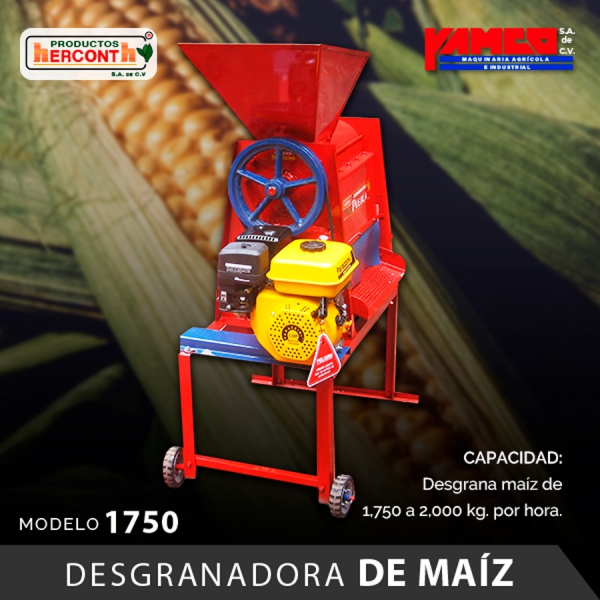 PRODUCTOS
HERCONTH
S.A. DE C.V
YAMCO
S.A.
de
C.V.
MAQUINARIA AGRÍCOLA
E INDUSTRIAL
PELIGRO
CAPACIDAD:
Desgrana maíz de
1,750 a 2,000 kg. por hora.
MODELO 1750
DESGRANADORA DE MAÍZ